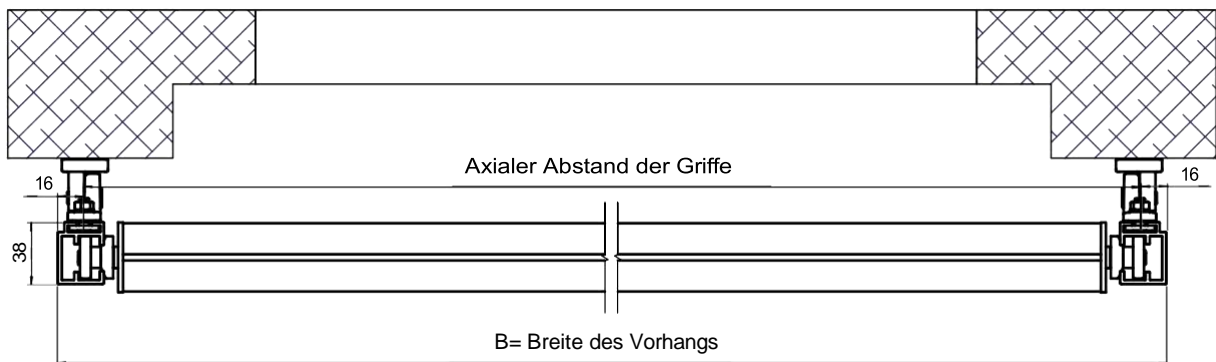 Axialer Abstand der Griffe
16
16
38
B= Breite des Vorhangs